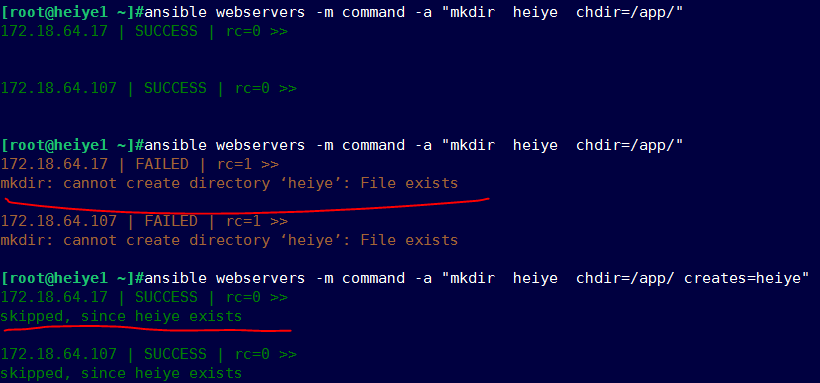 [root@heiye1 ~]#ansible webservers -m command -a "mkdir  heiye  chdir=/app/"
172.18.64.17 | SUCCESS | rc=0 >>
172.18.64.107 | SUCCESS | rc=0 >>
[root@heiye1 ~]#ansible webservers -m command -a "mkdir  heiye  chdir=/app/"
172.18.64.17 | FAILED | rc=1 >>
mkdir: cannot create directory ‘heiye’: File exists
172.18.64.107 | FAILED | rc=1 >>
mkdir: cannot create directory ‘heiye’: File exists
[root@heiye1 ~]#ansible webservers -m command -a "mkdir  heiye  chdir=/app/ creates=heiye"
172.18.64.17 | SUCCESS | rc=0 >>
skipped, since heiye exists
172.18.64.107 | SUCCESS | rc=0 >>
skipped, since heiye exists